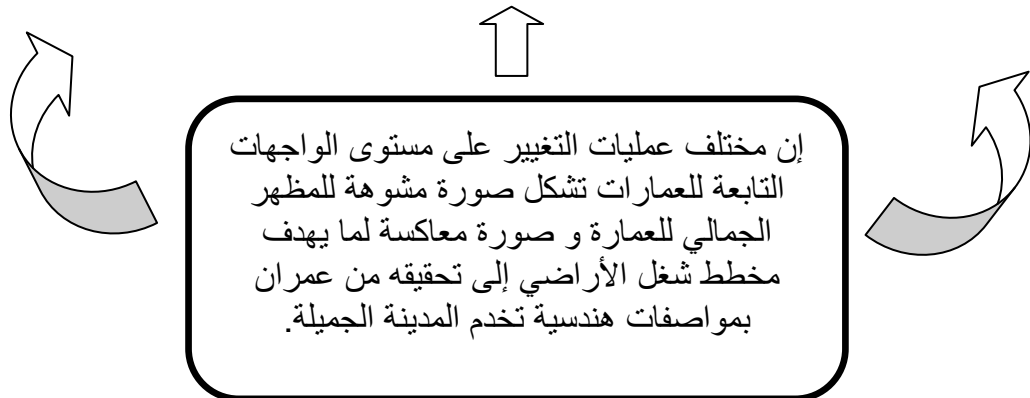 إن مختلف عمليات التغيير على مستوى الواجهات
التابعة للعمارات تشكل صورة مشوهة للمظهر
الجمالي للعمارة و صورة معاكسة لما يهدف
مخطط شغل الأراضي إلى تحقيقه من عمران
بمواصفات هندسية تخدم المدينة الجميلة.